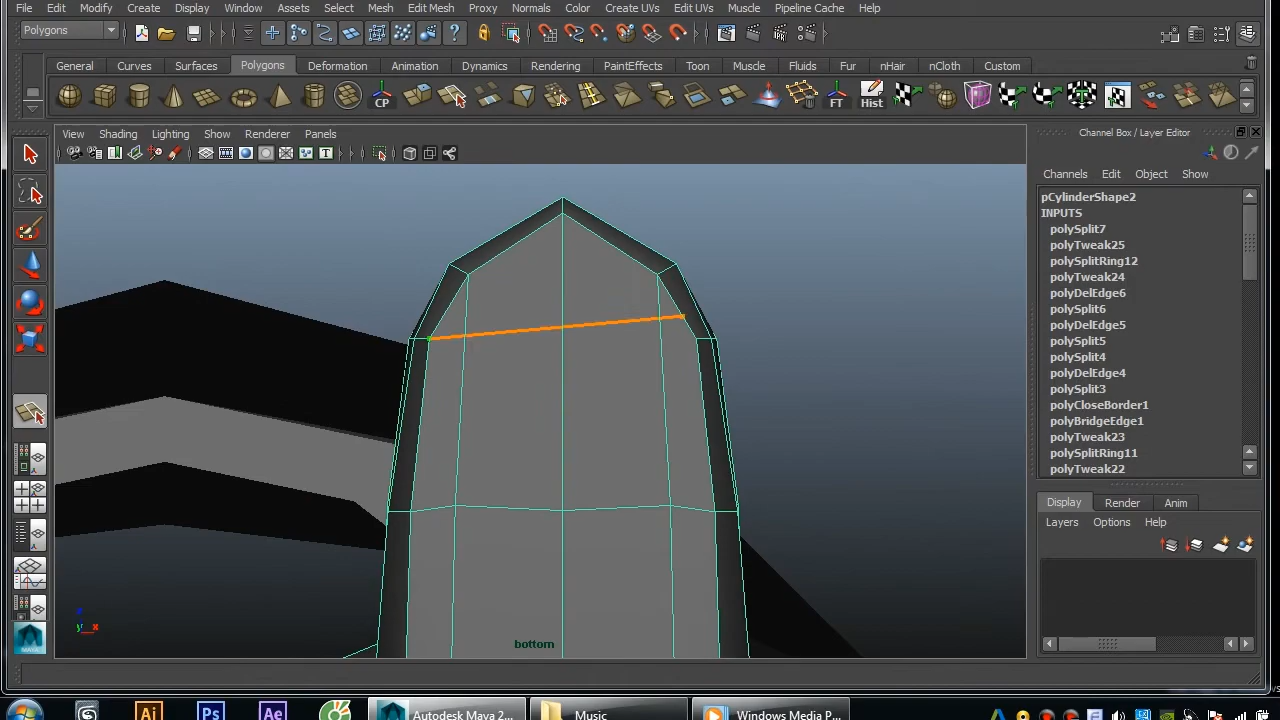 File Edit Modify Create Display Window Assets Select Mesh Edit Mesh Proxy Normals Color Create UVs Edit UVs Muscle Pipeline Cache Help
Polygons
General Curves Surfaces Polygons Deformation Animation Dynamics Rendering PaintEffects Toon Muscle Fluids Fur nHair nCloth Custom
CP FT Hist
View Shading Lighting Show Renderer Panels
Channel Box / Layer Editor
Channels Edit Object Show
pCylinderShape2
INPUTS
polySplit7
polyTweak25
polySplitRing12
polyTweak24
polyDelEdge6
polySplit6
polyDelEdge5
polySplit5
polySplit4
polyDelEdge4
polySplit3
polyCloseBorder1
polyBridgeEdge1
polyTweak23
polySplitRing11
polyTweak22
Display Render Anim
Layers Options Help
y x
bottom
MAYA
Ai Ps Ae Autodesk Maya 2... Music Windows Media P...